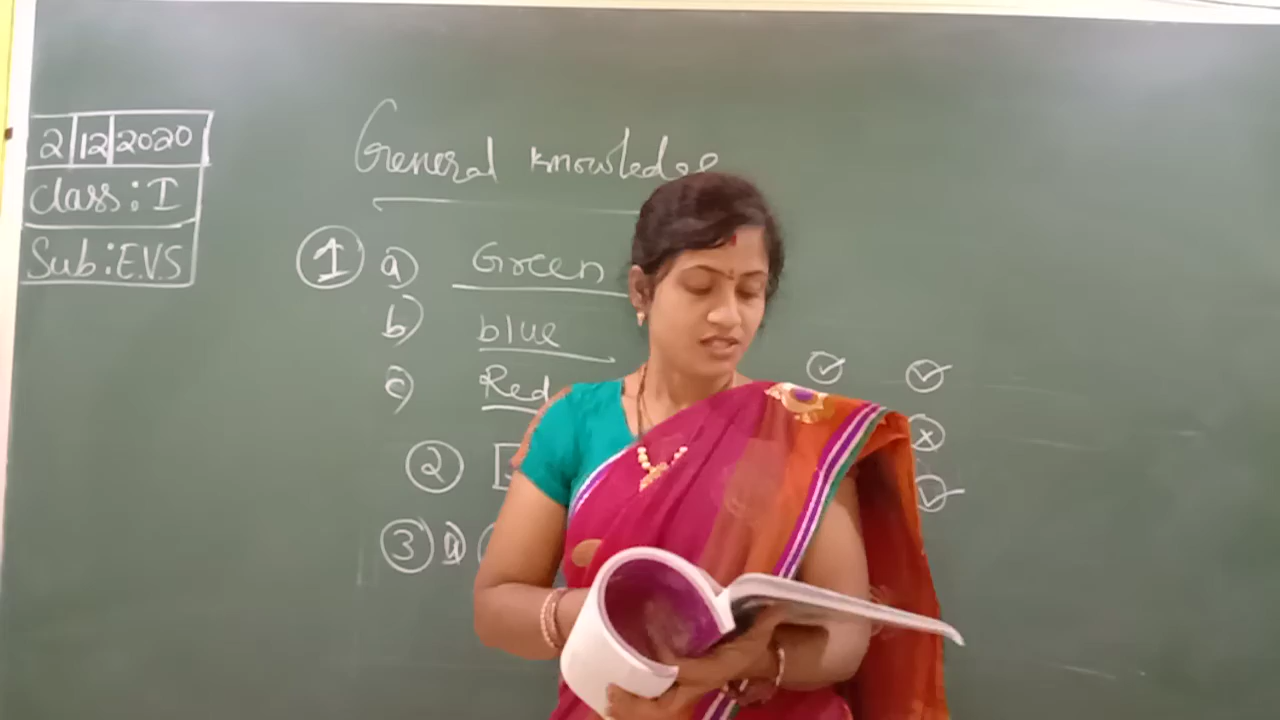 2/12/2020
class: I
Sub: E.V.S
General knowledge
1 a) Green
b) blue
c) Red
2
3 a